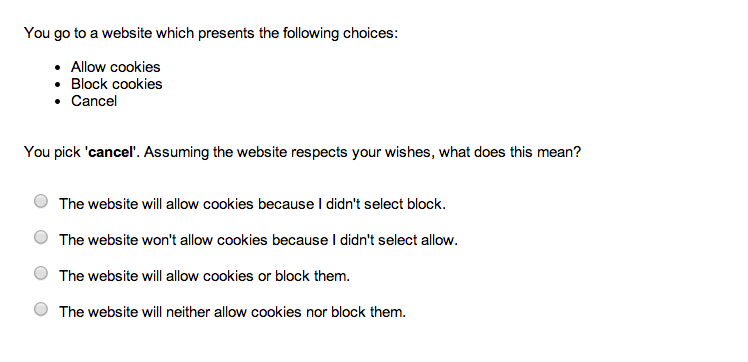 You go to a website which presents the following choices:
• Allow cookies
• Block cookies
• Cancel
You pick 'cancel'. Assuming the website respects your wishes, what does this mean?
The website will allow cookies because I didn't select block.
The website won't allow cookies because I didn't select allow.
The website will allow cookies or block them.
The website will neither allow cookies nor block them.